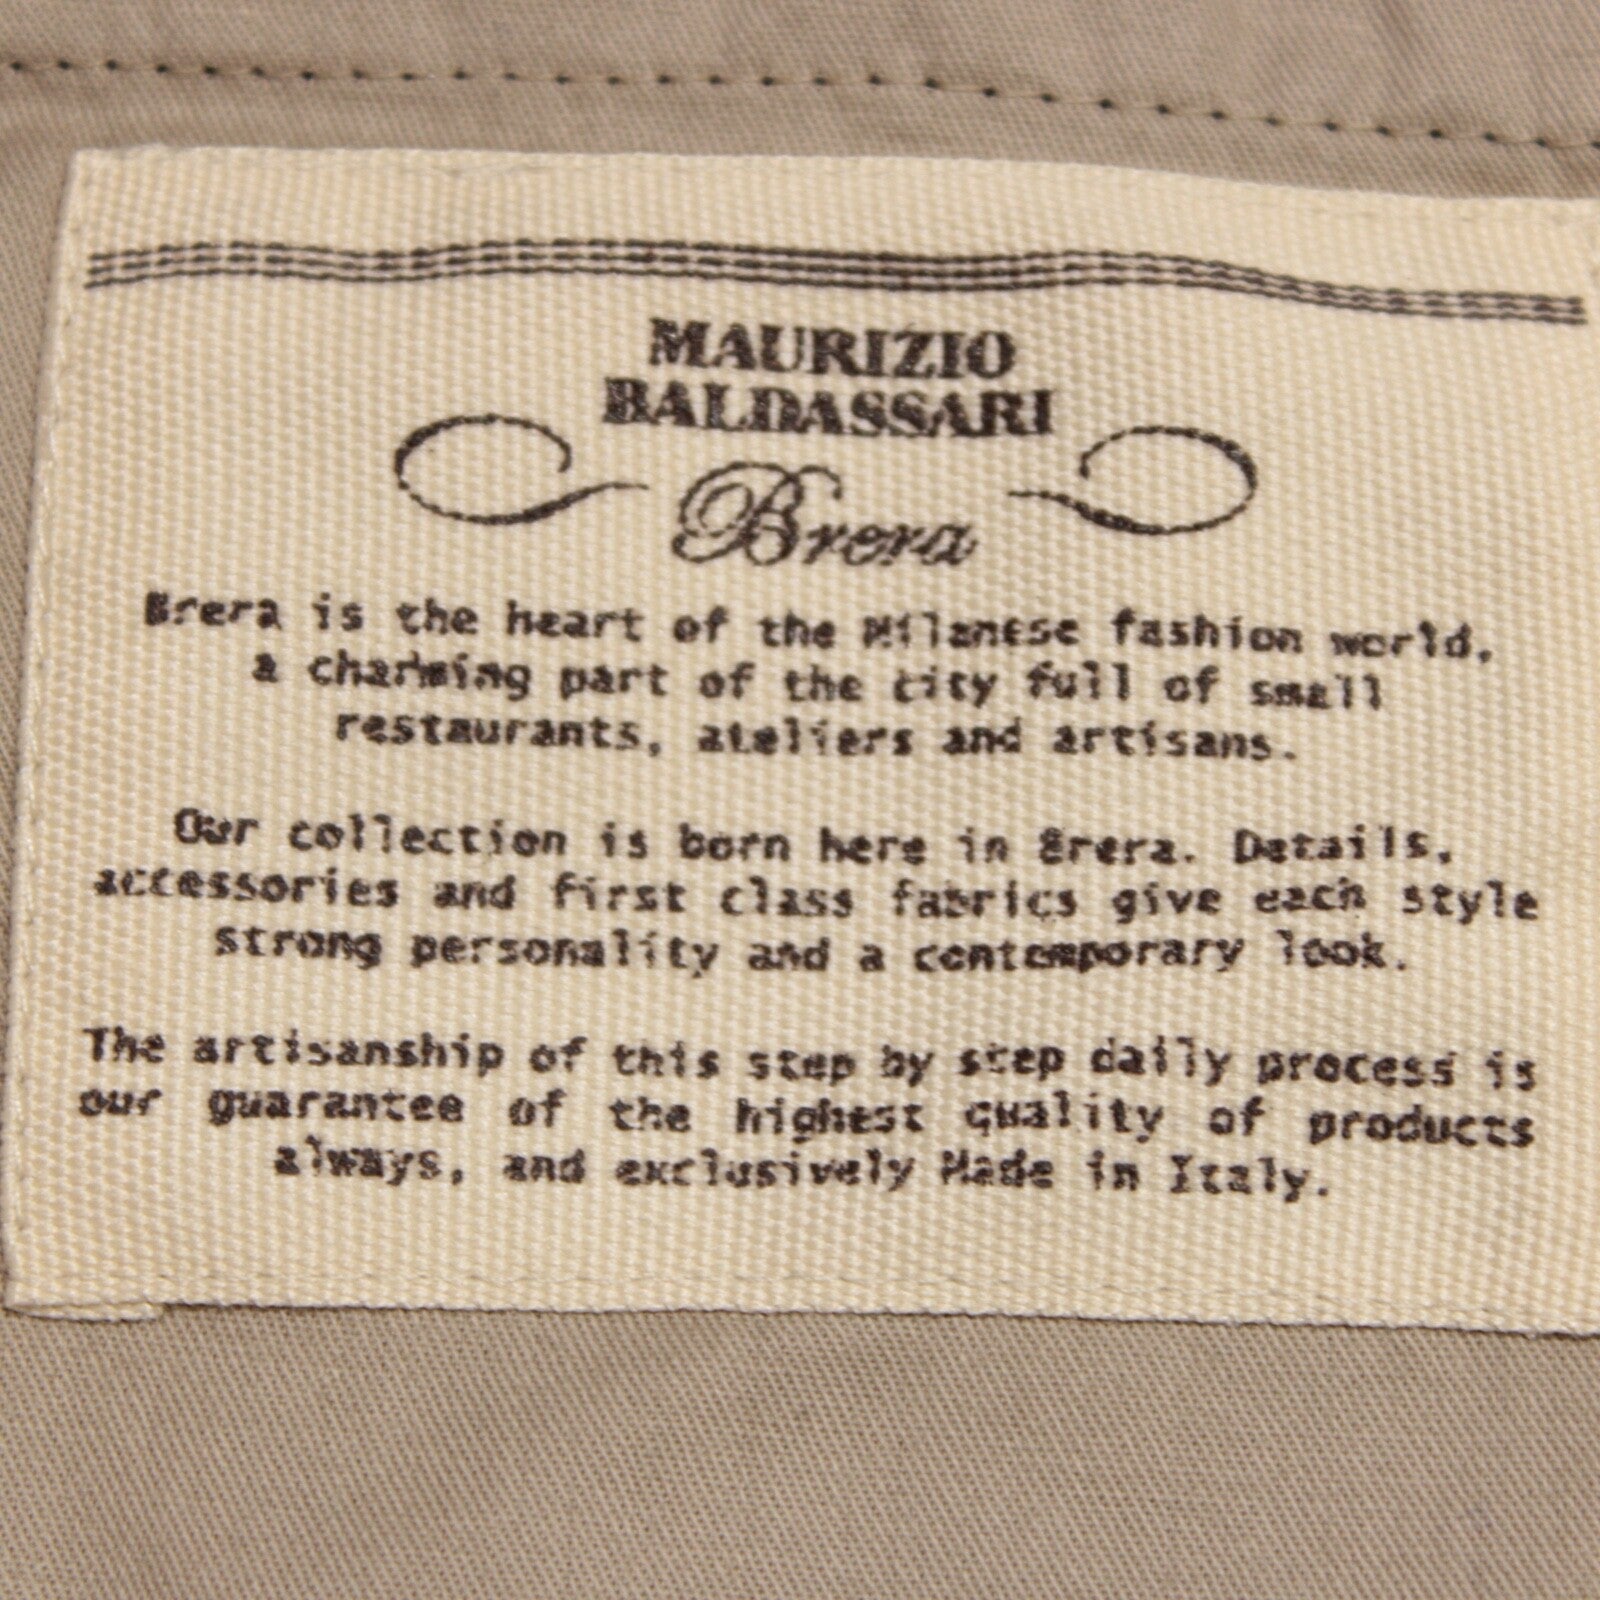 MAURIZIO
BALDASSARI
Brera
Brera is the heart of the Milanese fashion world,
a charming part of the city full of small
restaurants, ateliers and artisans.
Our collection is born here in Brera. Details,
accessories and first class fabrics give each style
strong personality and a contemporary look.
The artisanship of this step by step daily process is
our guarantee of the highest quality of products
always, and exclusively Made in Italy.